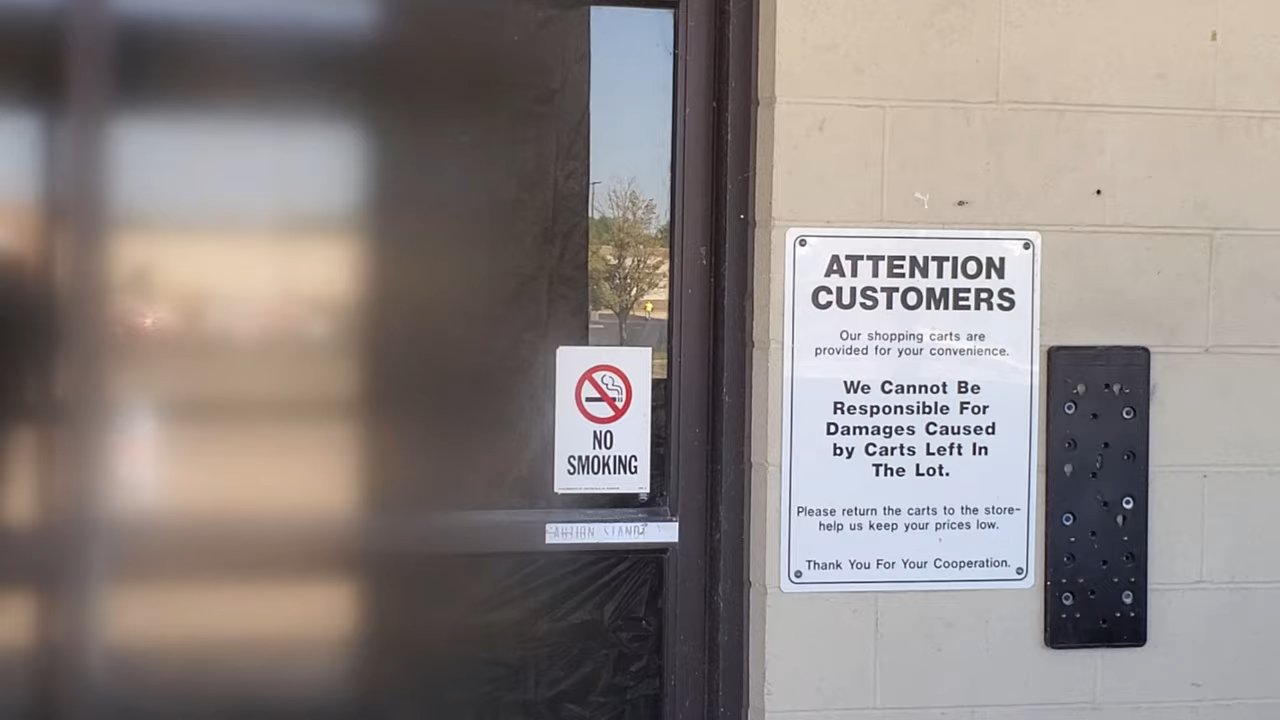 NO
SMOKING
ATTENTION
CUSTOMERS
Our shopping carts are
provided for your convenience.
We Cannot Be
Responsible For
Damages Caused
by Carts Left In
The Lot.
Please return the carts to the store-
help us keep your prices low.
Thank You For Your Cooperation.